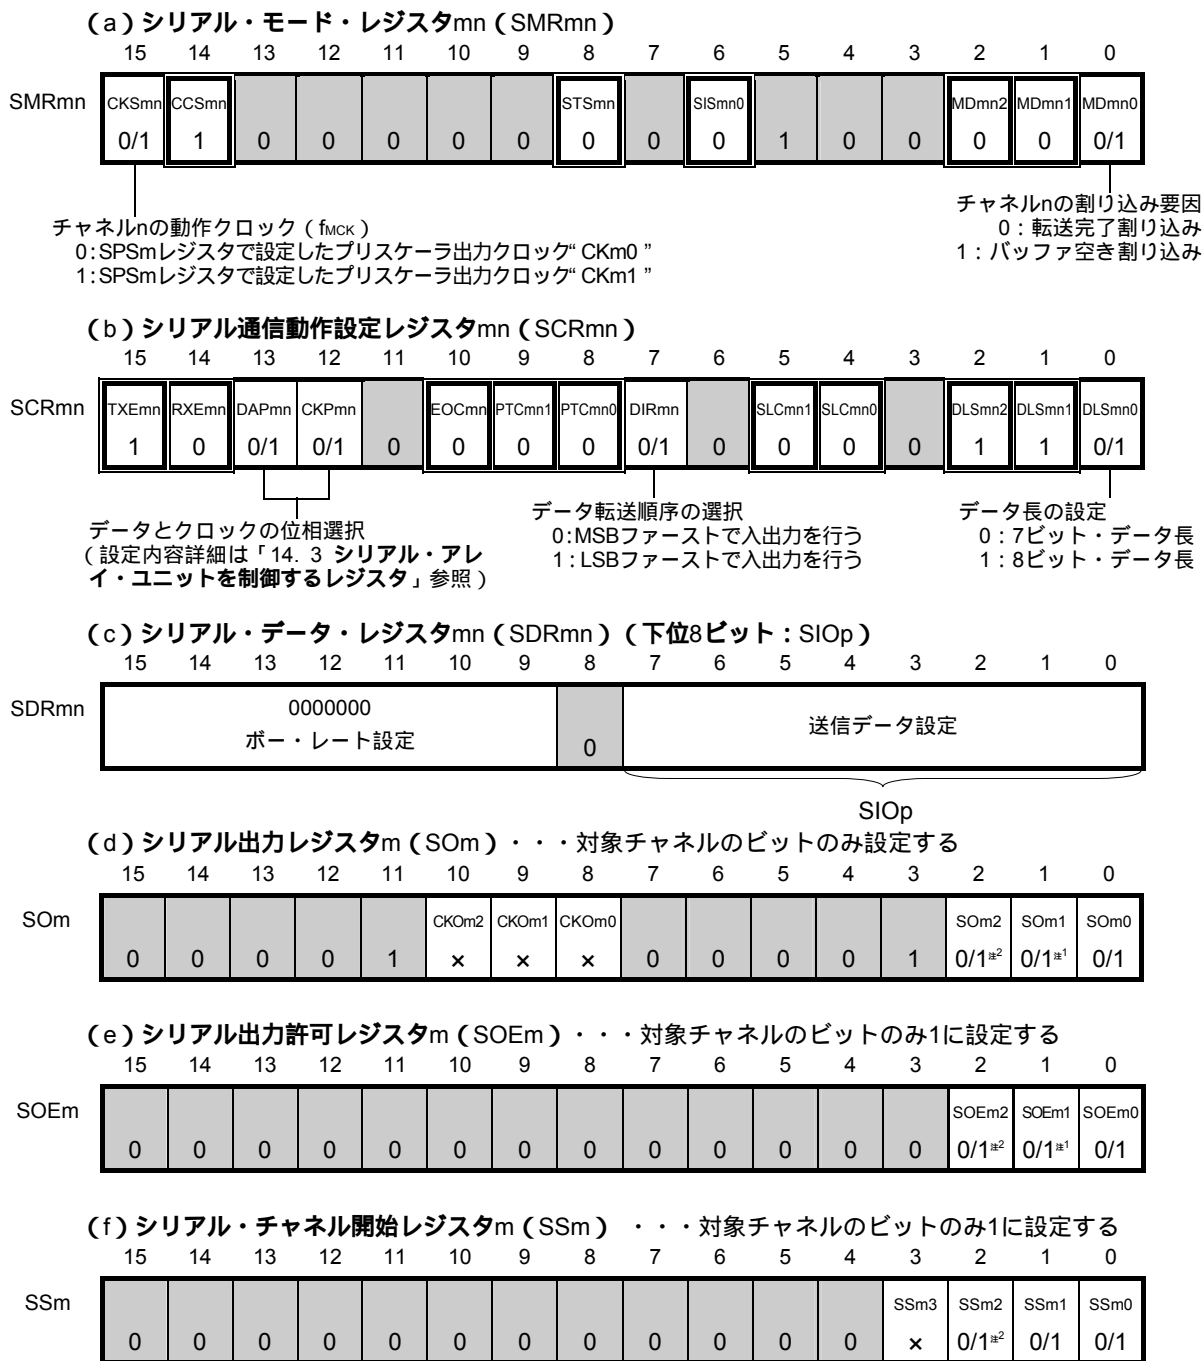 （a）シリアル・モード・レジスタmn（SMRmn）
15 14 13 12 11 10 9 8 7 6 5 4 3 2 1 0
SMRmn CKSmn CCSmn STSmn SISmn0 MDmn2 MDmn1 MDmn0
0/1 1 0 0 0 0 0 0 0 0 1 0 0 0 0 0/1
チャネルnの動作クロック（fMCK）
0：SPSmレジスタで設定したプリスケーラ出力クロック“CKm0”
1：SPSmレジスタで設定したプリスケーラ出力クロック“CKm1”
チャネルnの割り込み要因
0：転送完了割り込み
1：バッファ空き割り込み
（b）シリアル通信動作設定レジスタmn（SCRmn）
15 14 13 12 11 10 9 8 7 6 5 4 3 2 1 0
SCRmn TXEmn RXEmn DAPmn CKPmn EOCmn PTCmn1 PTCmn0 DIRmn SLCmn1 SLCmn0 DLSmn2 DLSmn1 DLSmn0
1 0 0/1 0/1 0 0 0 0 0/1 0 0 0 0 1 1 0/1
データとクロックの位相選択
（設定内容詳細は「14. 3 シリアル・アレ
イ・ユニットを制御するレジスタ」参照）
データ転送順序の選択
0：MSBファーストで入出力を行う
1：LSBファーストで入出力を行う
データ長の設定
0：7ビット・データ長
1：8ビット・データ長
（c）シリアル・データ・レジスタmn（SDRmn）（下位8ビット：SIOp）
15 14 13 12 11 10 9 8 7 6 5 4 3 2 1 0
SDRmn
0000000
ボー・レート設定
0
送信データ設定
SIOp
（d）シリアル出力レジスタm（SOm）・・・対象チャネルのビットのみ設定する
15 14 13 12 11 10 9 8 7 6 5 4 3 2 1 0
SOm CKOm2 CKOm1 CKOm0 SOm2 SOm1 SOm0
0 0 0 0 1 × × × 0 0 0 0 1 0/1注2 0/1注1 0/1
（e）シリアル出力許可レジスタm（SOEm）・・・対象チャネルのビットのみ1に設定する
15 14 13 12 11 10 9 8 7 6 5 4 3 2 1 0
SOEm SOEm2 SOEm1 SOEm0
0 0 0 0 0 0 0 0 0 0 0 0 0 0/1注2 0/1注1 0/1
（f）シリアル・チャネル開始レジスタm（SSm） ・・・対象チャネルのビットのみ1に設定する
15 14 13 12 11 10 9 8 7 6 5 4 3 2 1 0
SSm SSm3 SSm2 SSm1 SSm0
0 0 0 0 0 0 0 0 0 0 0 0 × 0/1注2 0/1 0/1